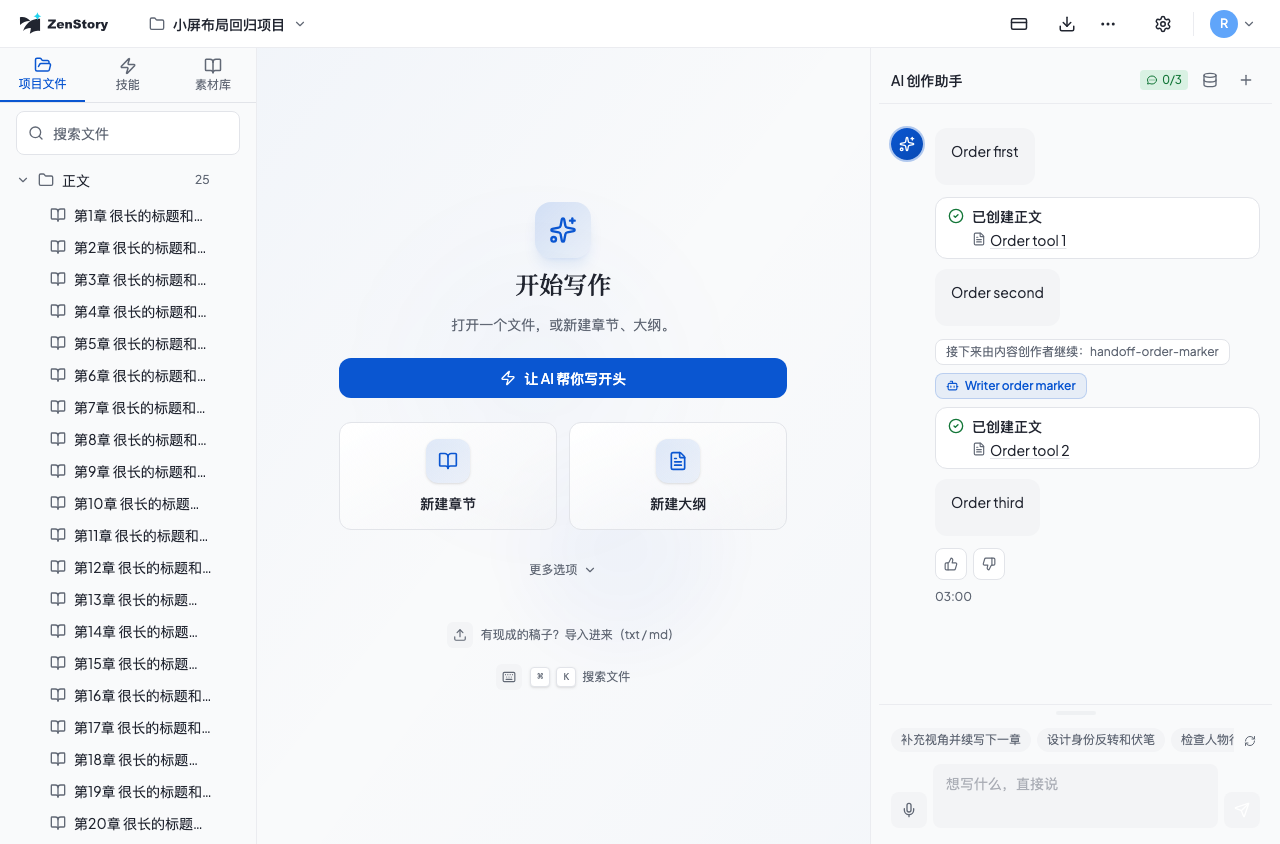 ZenStory
小屏布局回归项目
R
项目文件
技能
素材库
搜索文件
正文
25
第1章 很长的标题和...
第2章 很长的标题和...
第3章 很长的标题和...
第4章 很长的标题和...
第5章 很长的标题和...
第6章 很长的标题和...
第7章 很长的标题和...
第8章 很长的标题和...
第9章 很长的标题和...
第10章 很长的标题...
第11章 很长的标题和...
第12章 很长的标题和...
第13章 很长的标题...
第14章 很长的标题...
第15章 很长的标题...
第16章 很长的标题和...
第17章 很长的标题和...
第18章 很长的标题...
第19章 很长的标题和...
第20章 很长的标题...
开始写作
打开一个文件，或新建章节、大纲。
让 AI 帮你写开头
新建章节
新建大纲
更多选项
有现成的稿子？导入进来（txt / md）
⌘ K 搜索文件
AI 创作助手
0/3
Order first
已创建正文
Order tool 1
Order second
接下来由内容创作者继续：handoff-order-marker
Writer order marker
已创建正文
Order tool 2
Order third
03:00
补充视角并续写下一章
设计身份反转和伏笔
检查人物
想写什么，直接说